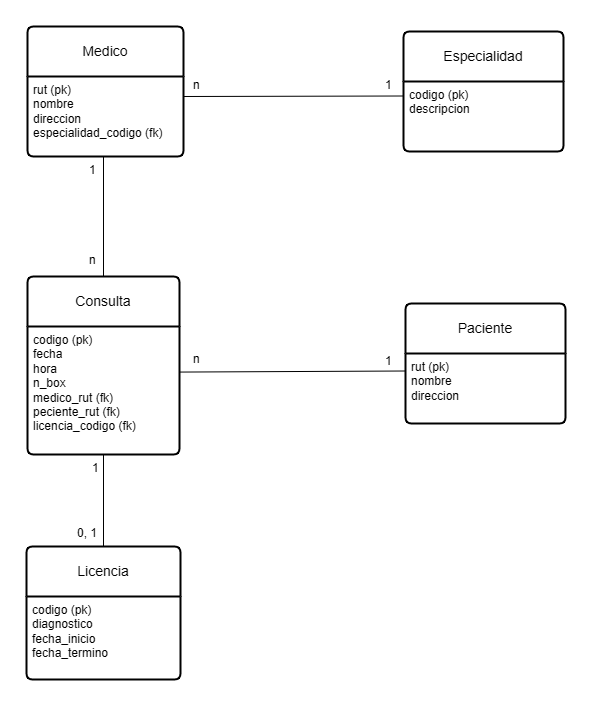 Medico
rut (pk)
nombre
direccion
especialidad_codigo (fk)
n
1
Especialidad
codigo (pk)
descripcion
1
n
Consulta
codigo (pk)
fecha
hora
n_box
medico_rut (fk)
peciente_rut (fk)
licencia_codigo (fk)
n
1
Paciente
rut (pk)
nombre
direccion
1
0, 1
Licencia
codigo (pk)
diagnostico
fecha_inicio
fecha_termino